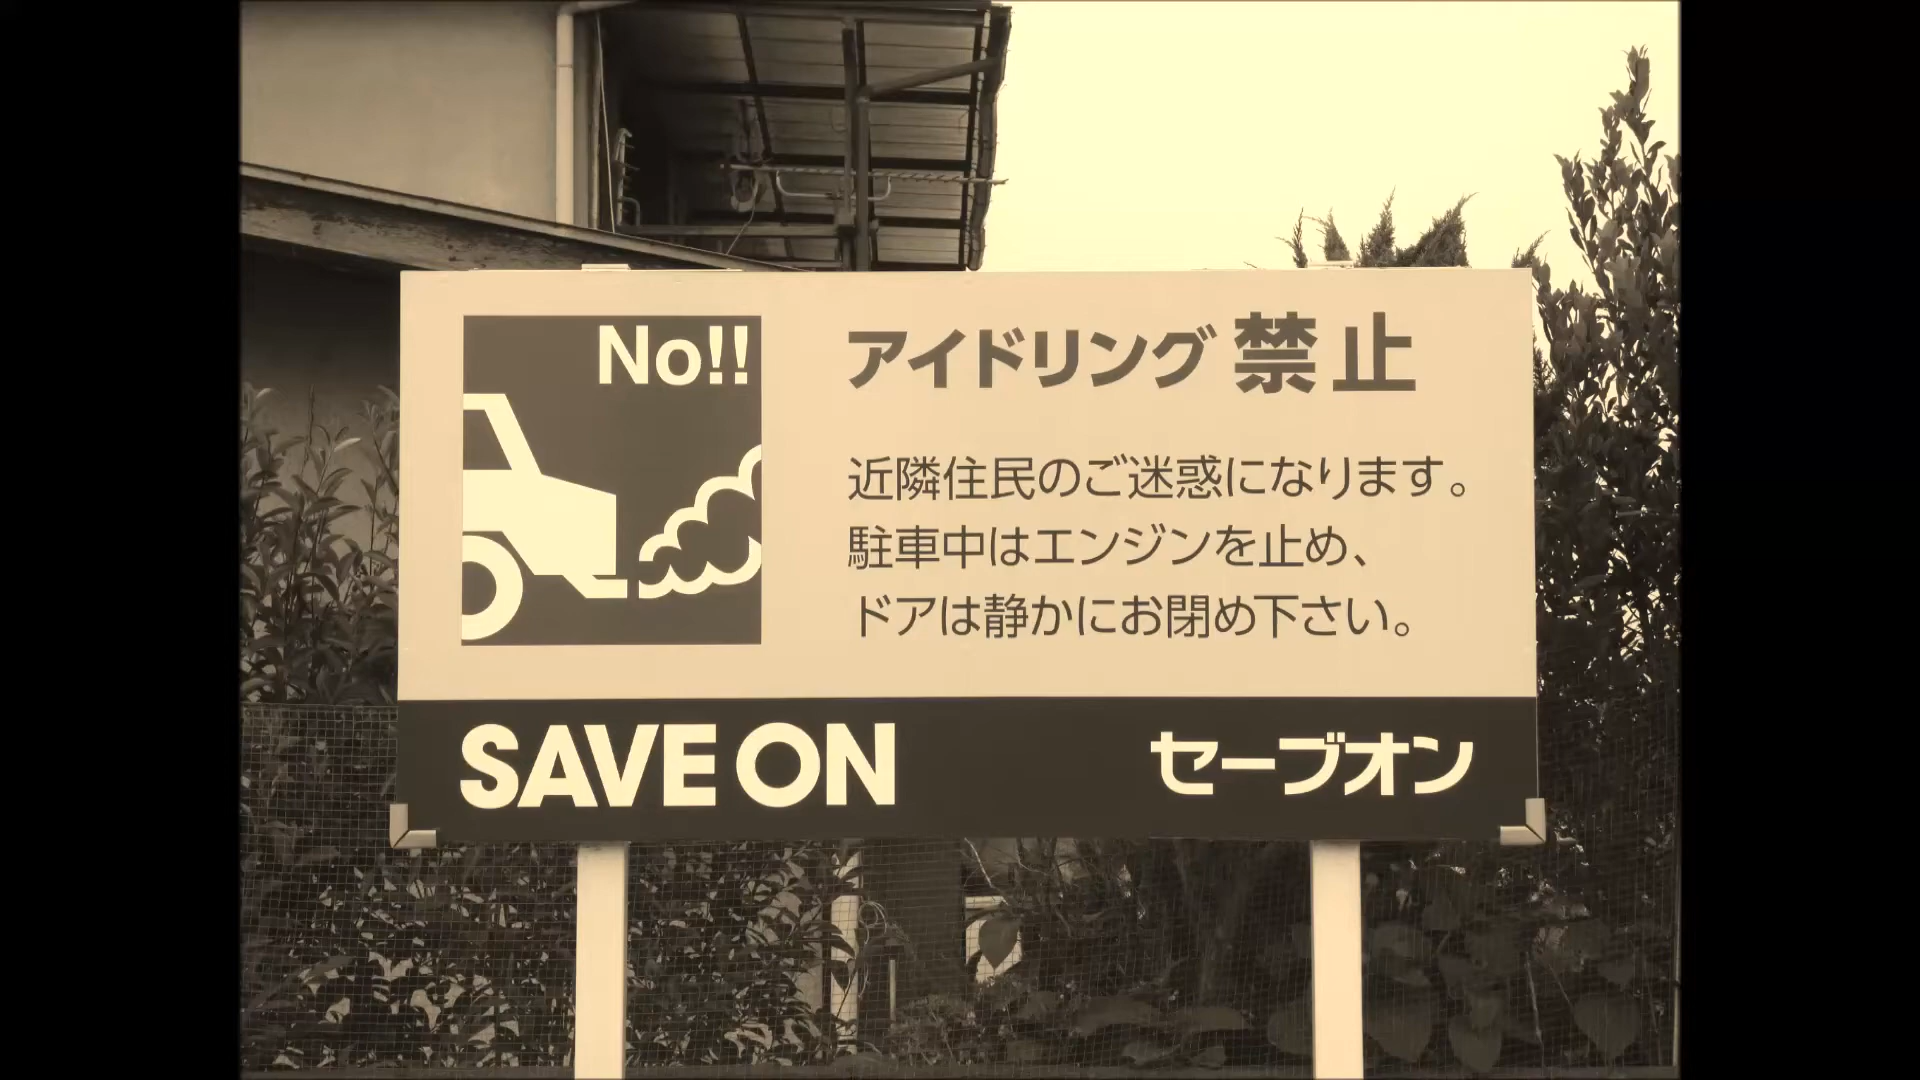 No!!
アイドリング禁止
近隣住民のご迷惑になります。
駐車中はエンジンを止め、
ドアは静かにお閉め下さい。
SAVE ON
セーブオン